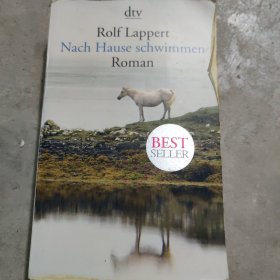 dtv
Rolf Lappert
Nach Hause schwimmen
Roman
BEST
SELLER